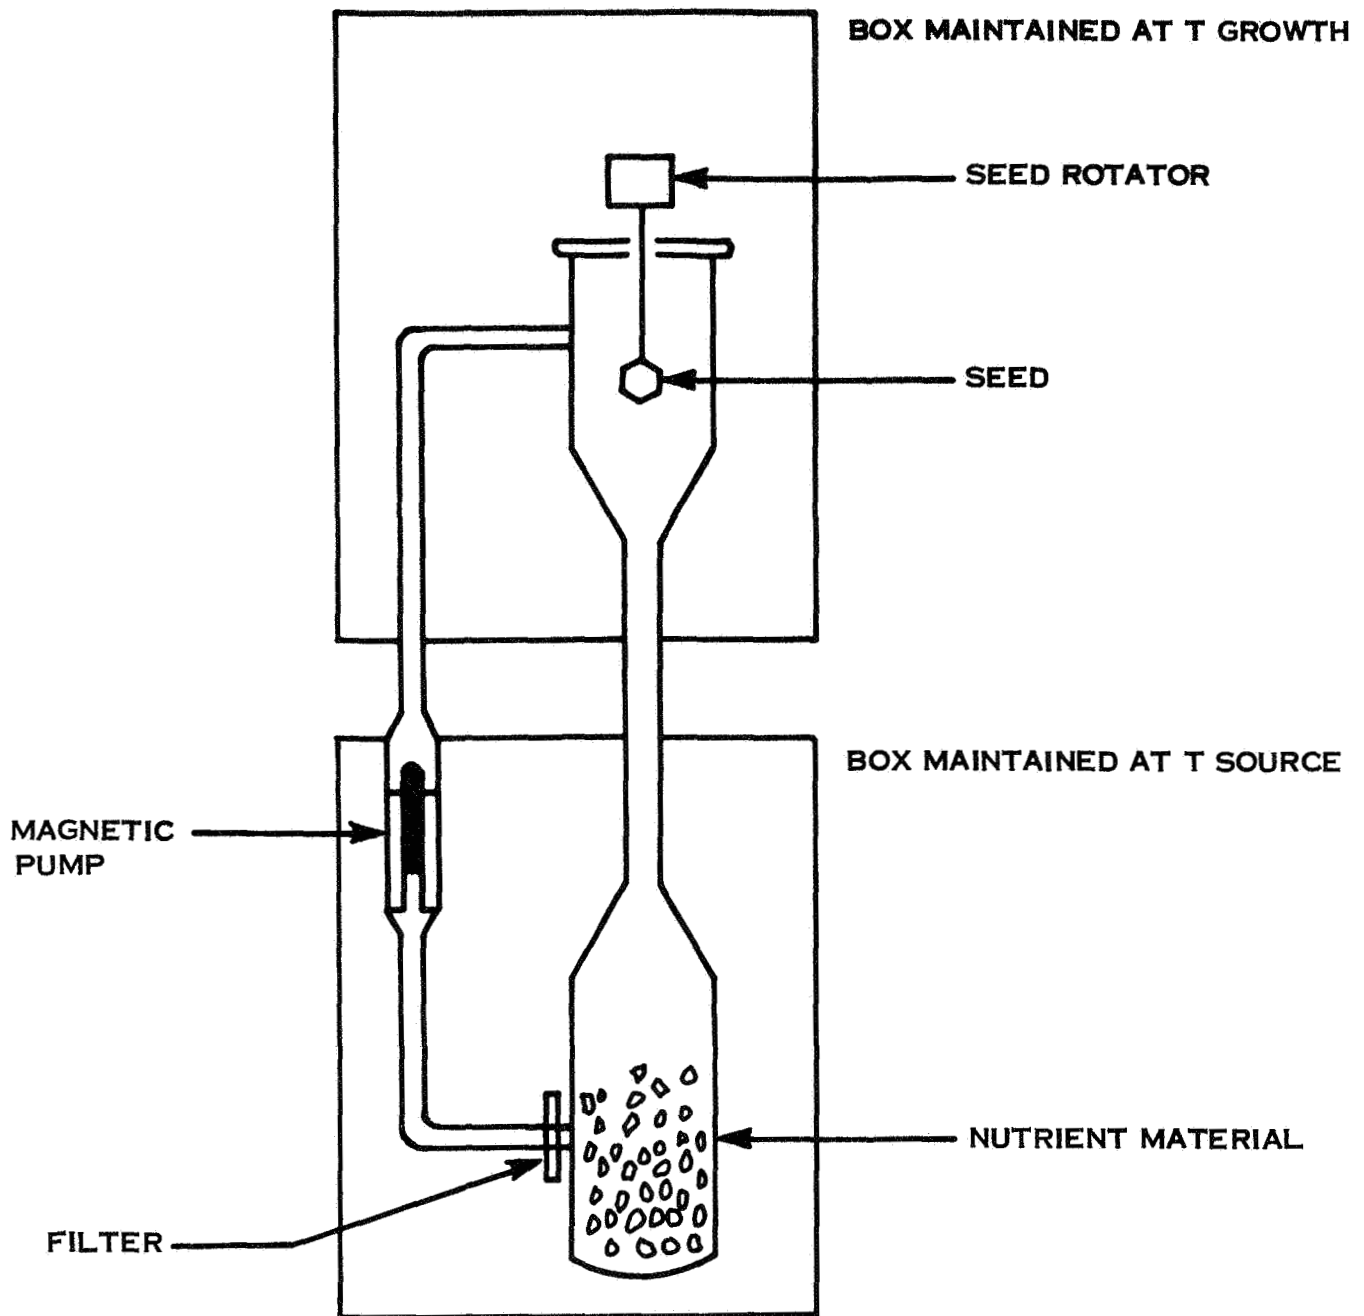 BOX MAINTAINED AT T GROWTH
SEED ROTATOR
SEED
BOX MAINTAINED AT T SOURCE
MAGNETIC
PUMP
NUTRIENT MATERIAL
FILTER